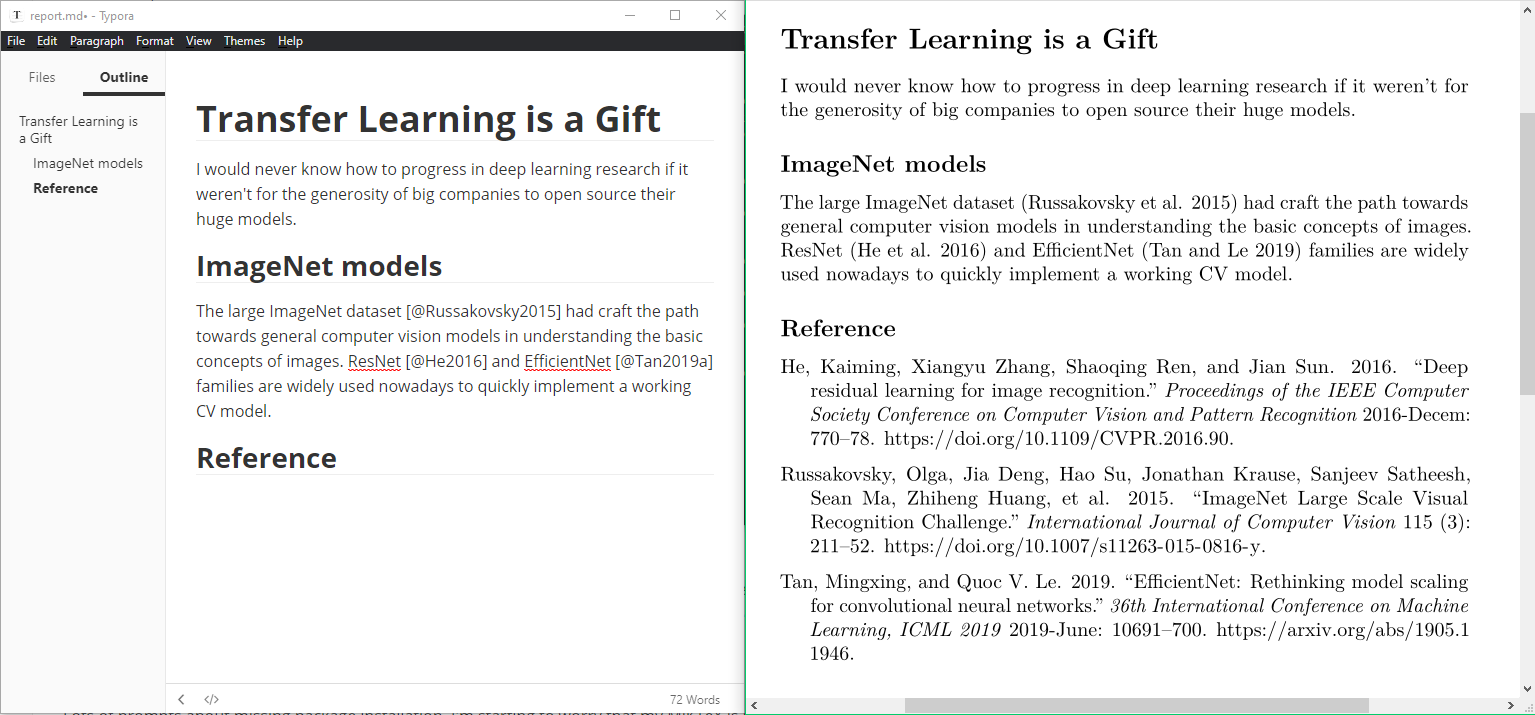 report.md• - Typora
File Edit Paragraph Format View Themes Help
Files Outline
Transfer Learning is
a Gift
ImageNet models
Reference
Transfer Learning is a Gift
I would never know how to progress in deep learning research if it
weren't for the generosity of big companies to open source their
huge models.
ImageNet models
The large ImageNet dataset [@Russakovsky2015] had craft the path
towards general computer vision models in understanding the basic
concepts of images. ResNet [@He2016] and EfficientNet [@Tan2019a]
families are widely used nowadays to quickly implement a working
CV model.
Reference
72 Words
Transfer Learning is a Gift
I would never know how to progress in deep learning research if it weren't for
the generosity of big companies to open source their huge models.
ImageNet models
The large ImageNet dataset (Russakovsky et al. 2015) had craft the path towards
general computer vision models in understanding the basic concepts of images.
ResNet (He et al. 2016) and EfficientNet (Tan and Le 2019) families are widely
used nowadays to quickly implement a working CV model.
Reference
He, Kaiming, Xiangyu Zhang, Shaoqing Ren, and Jian Sun. 2016. “Deep
residual learning for image recognition.” Proceedings of the IEEE Computer
Society Conference on Computer Vision and Pattern Recognition 2016-Decem:
770–78. https://doi.org/10.1109/CVPR.2016.90.
Russakovsky, Olga, Jia Deng, Hao Su, Jonathan Krause, Sanjeev Satheesh,
Sean Ma, Zhiheng Huang, et al. 2015. “ImageNet Large Scale Visual
Recognition Challenge.” International Journal of Computer Vision 115 (3):
211–52. https://doi.org/10.1007/s11263-015-0816-y.
Tan, Mingxing, and Quoc V. Le. 2019. “EfficientNet: Rethinking model scaling
for convolutional neural networks.” 36th International Conference on Machine
Learning, ICML 2019 2019-June: 10691–700. https://arxiv.org/abs/1905.1
1946.